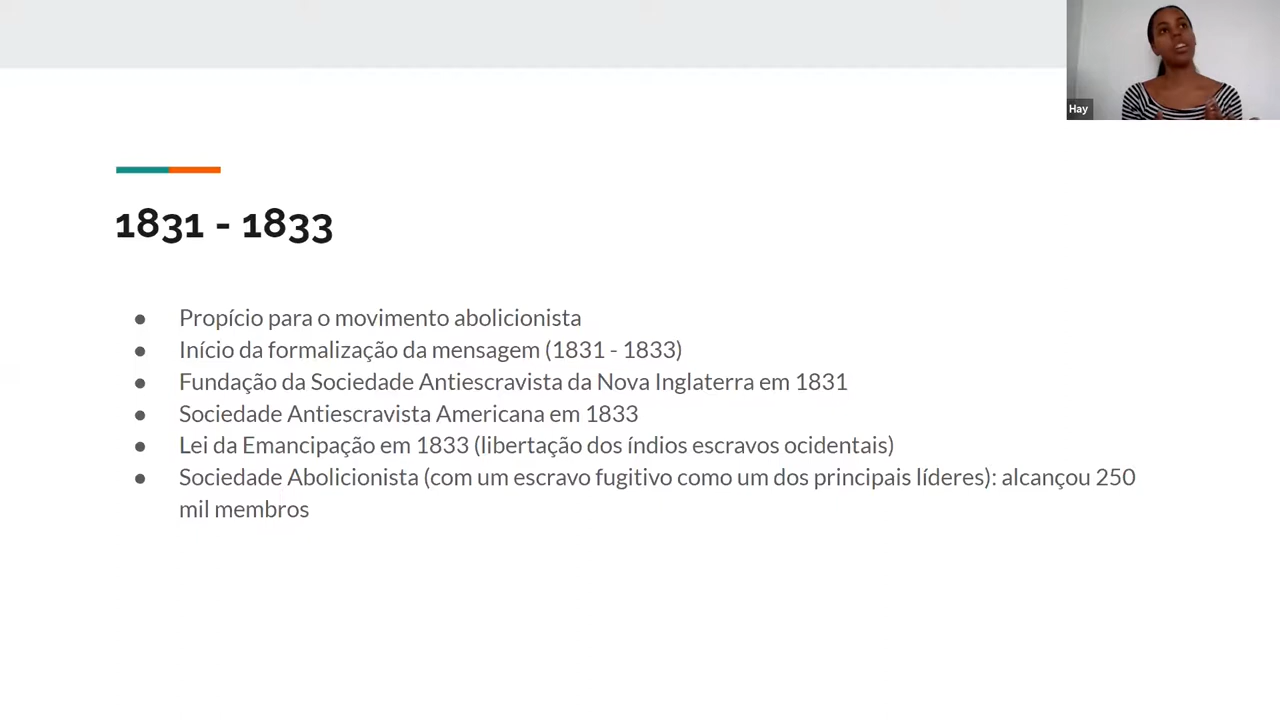 Hay
1831 - 1833
● Propício para o movimento abolicionista
● Início da formalização da mensagem (1831 - 1833)
● Fundação da Sociedade Antiescravista da Nova Inglaterra em 1831
● Sociedade Antiescravista Americana em 1833
● Lei da Emancipação em 1833 (libertação dos índios escravos ocidentais)
● Sociedade Abolicionista (com um escravo fugitivo como um dos principais líderes): alcançou 250
mil membros